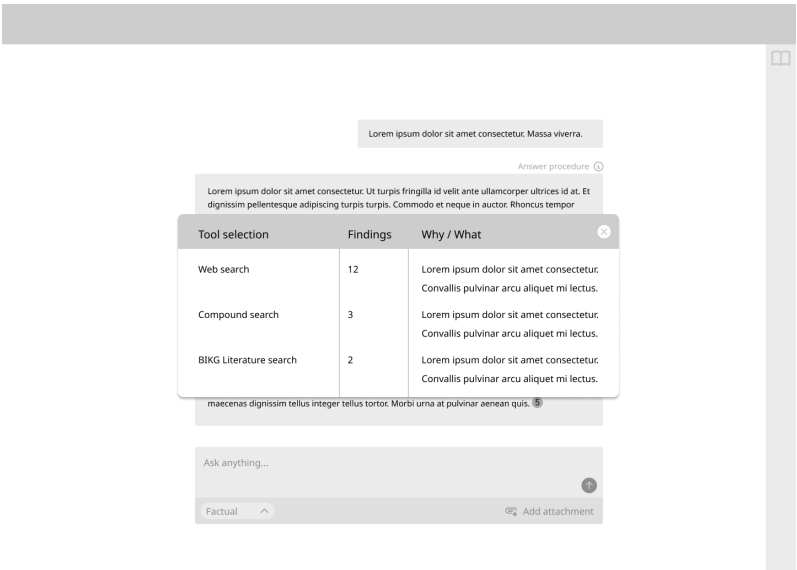 Lorem ipsum dolor sit amet consectetur. Massa viverra.
Answer procedure
Lorem ipsum dolor sit amet consectetur. Ut turpis fringilla id velit ante ullamcorper ultrices id at. Et
dignissim pellentesque adipiscing turpis turpis. Commodo et neque in auctor. Rhoncus tempor
Tool selection Findings Why / What
Web search 12 Lorem ipsum dolor sit amet consectetur.
Convallis pulvinar arcu aliquet mi lectus.
Compound search 3 Lorem ipsum dolor sit amet consectetur.
Convallis pulvinar arcu aliquet mi lectus.
BIKG Literature search 2 Lorem ipsum dolor sit amet consectetur.
Convallis pulvinar arcu aliquet mi lectus.
maecenas dignissim tellus integer tellus tortor. Morbi urna at pulvinar aenean quis. 5
Ask anything...
Factual Add attachment